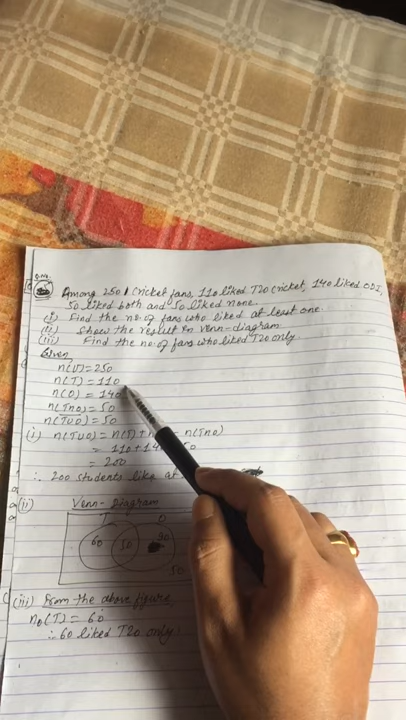 Q.No.
Among 250 cricket fans, 110 liked T20 cricket, 140 liked ODI,
50 liked both and 50 liked none.
(i) Find the no. of fans who liked at least one.
(ii) Show the result in Venn-diagram
(iii) Find the no. of fans who liked T20 only.
Given
n(U) = 250
n(T) = 110
n(O) = 140
n(T∩O) = 50
n(T∪O) = 50
(i) n(T∪O) = n(T) + n - n(T∩O)
= 110 + 14 50
= 200
∴ 200 students like at
(ii) Venn-Diagram
T O
60 50 90
50
(iii) From the above figure,
n₀(T) = 60
∴ 60 liked T20 only.